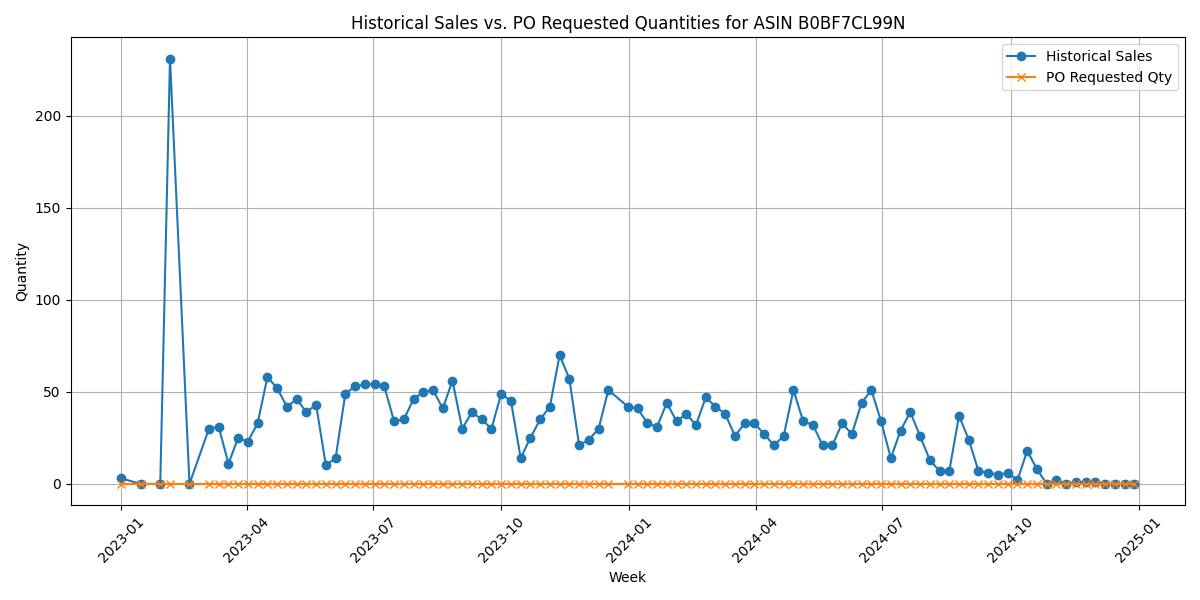 Historical Sales vs. PO Requested Quantities for ASIN B0BF7CL99N
Historical Sales
PO Requested Qty
Quantity
200
150
100
50
0
2023-01
2023-04
2023-07
2023-10
2024-01
2024-04
2024-07
2024-10
2025-01
Week